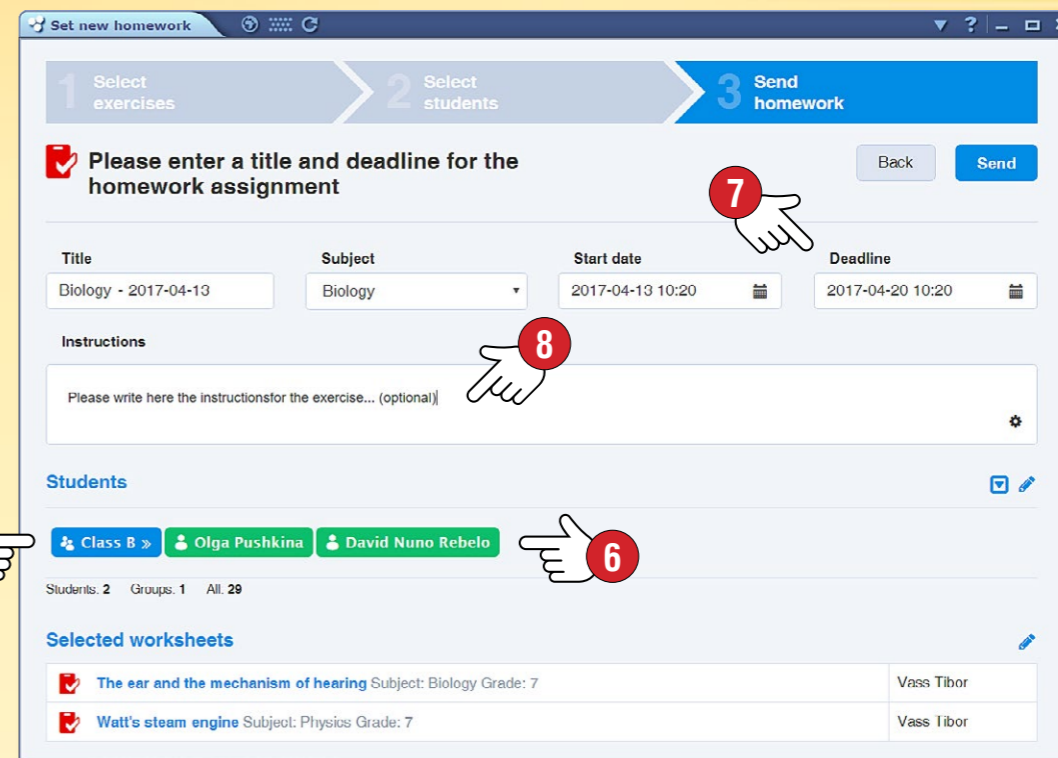 Set new homework
1 Select exercises
2 Select students
3 Send homework
Please enter a title and deadline for the
homework assignment
Back
Send
7
Title
Subject
Start date
Deadline
Biology - 2017-04-13
Biology
2017-04-13 10:20
2017-04-20 10:20
Instructions
8
Please write here the instructionsfor the exercise... (optional)
Students
Class B »
Olga Pushkina
David Nuno Rebelo
6
Students. 2 Groups. 1 All. 29
Selected worksheets
The ear and the mechanism of hearing Subject: Biology Grade: 7
Vass Tibor
Watt's steam engine Subject: Physics Grade: 7
Vass Tibor